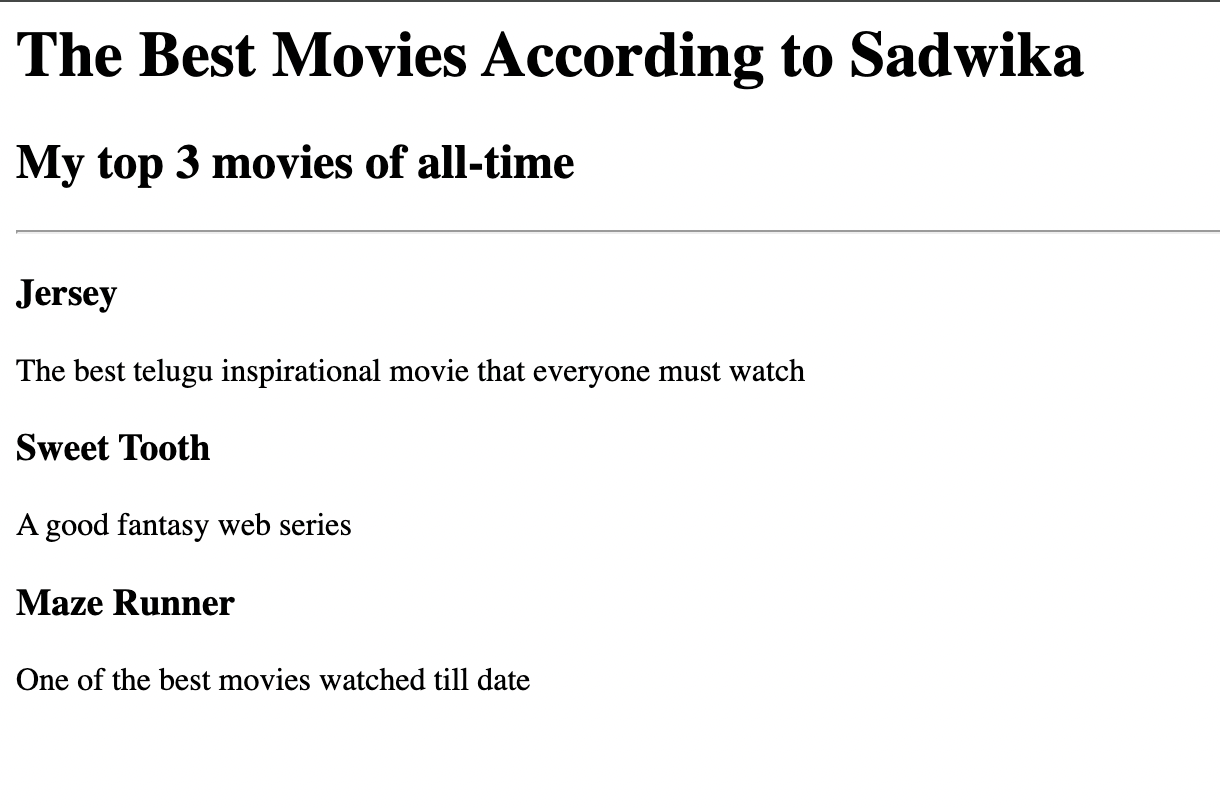 The Best Movies According to Sadwika
My top 3 movies of all-time
Jersey
The best telugu inspirational movie that everyone must watch
Sweet Tooth
A good fantasy web series
Maze Runner
One of the best movies watched till date